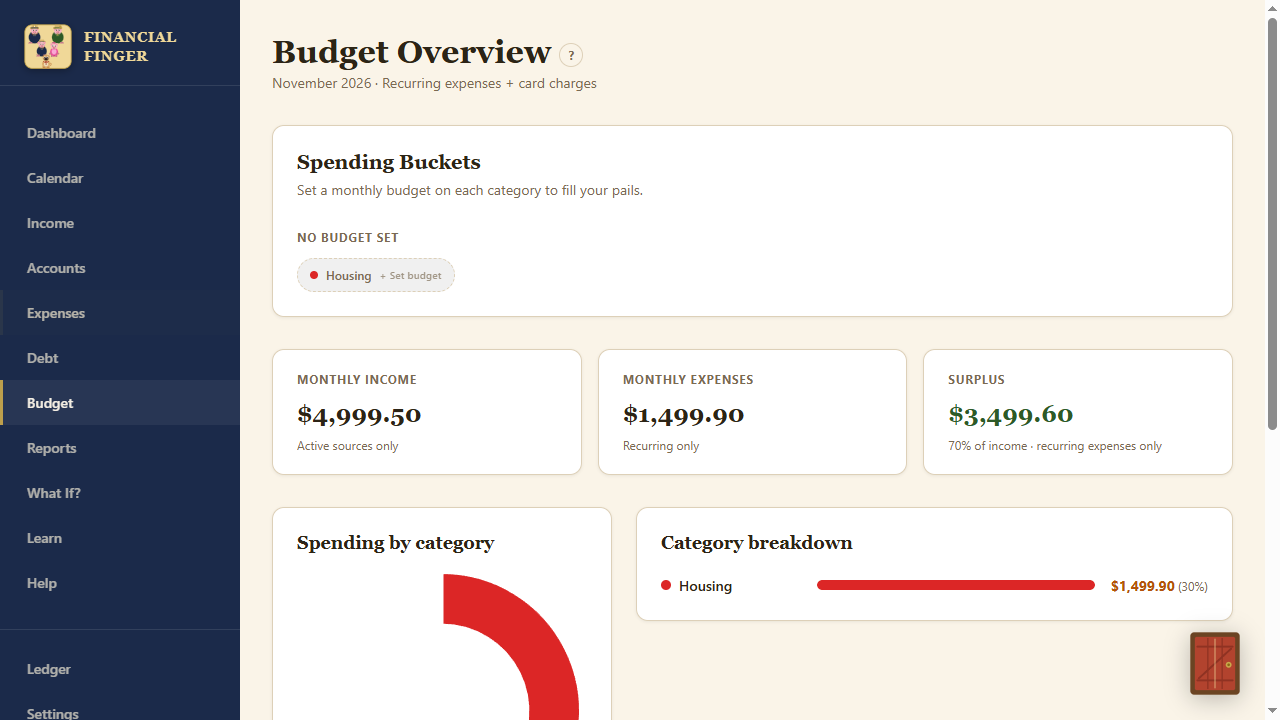 FINANCIAL
FINGER
Dashboard
Calendar
Income
Accounts
Expenses
Debt
Budget
Reports
What If?
Learn
Help
Ledger
Settings
Budget Overview ?
November 2026 · Recurring expenses + card charges
Spending Buckets
Set a monthly budget on each category to fill your pails.
NO BUDGET SET
Housing + Set budget
MONTHLY INCOME
$4,999.50
Active sources only
MONTHLY EXPENSES
$1,499.90
Recurring only
SURPLUS
$3,499.60
70% of income · recurring expenses only
Spending by category
Category breakdown
Housing $1,499.90 (30%)